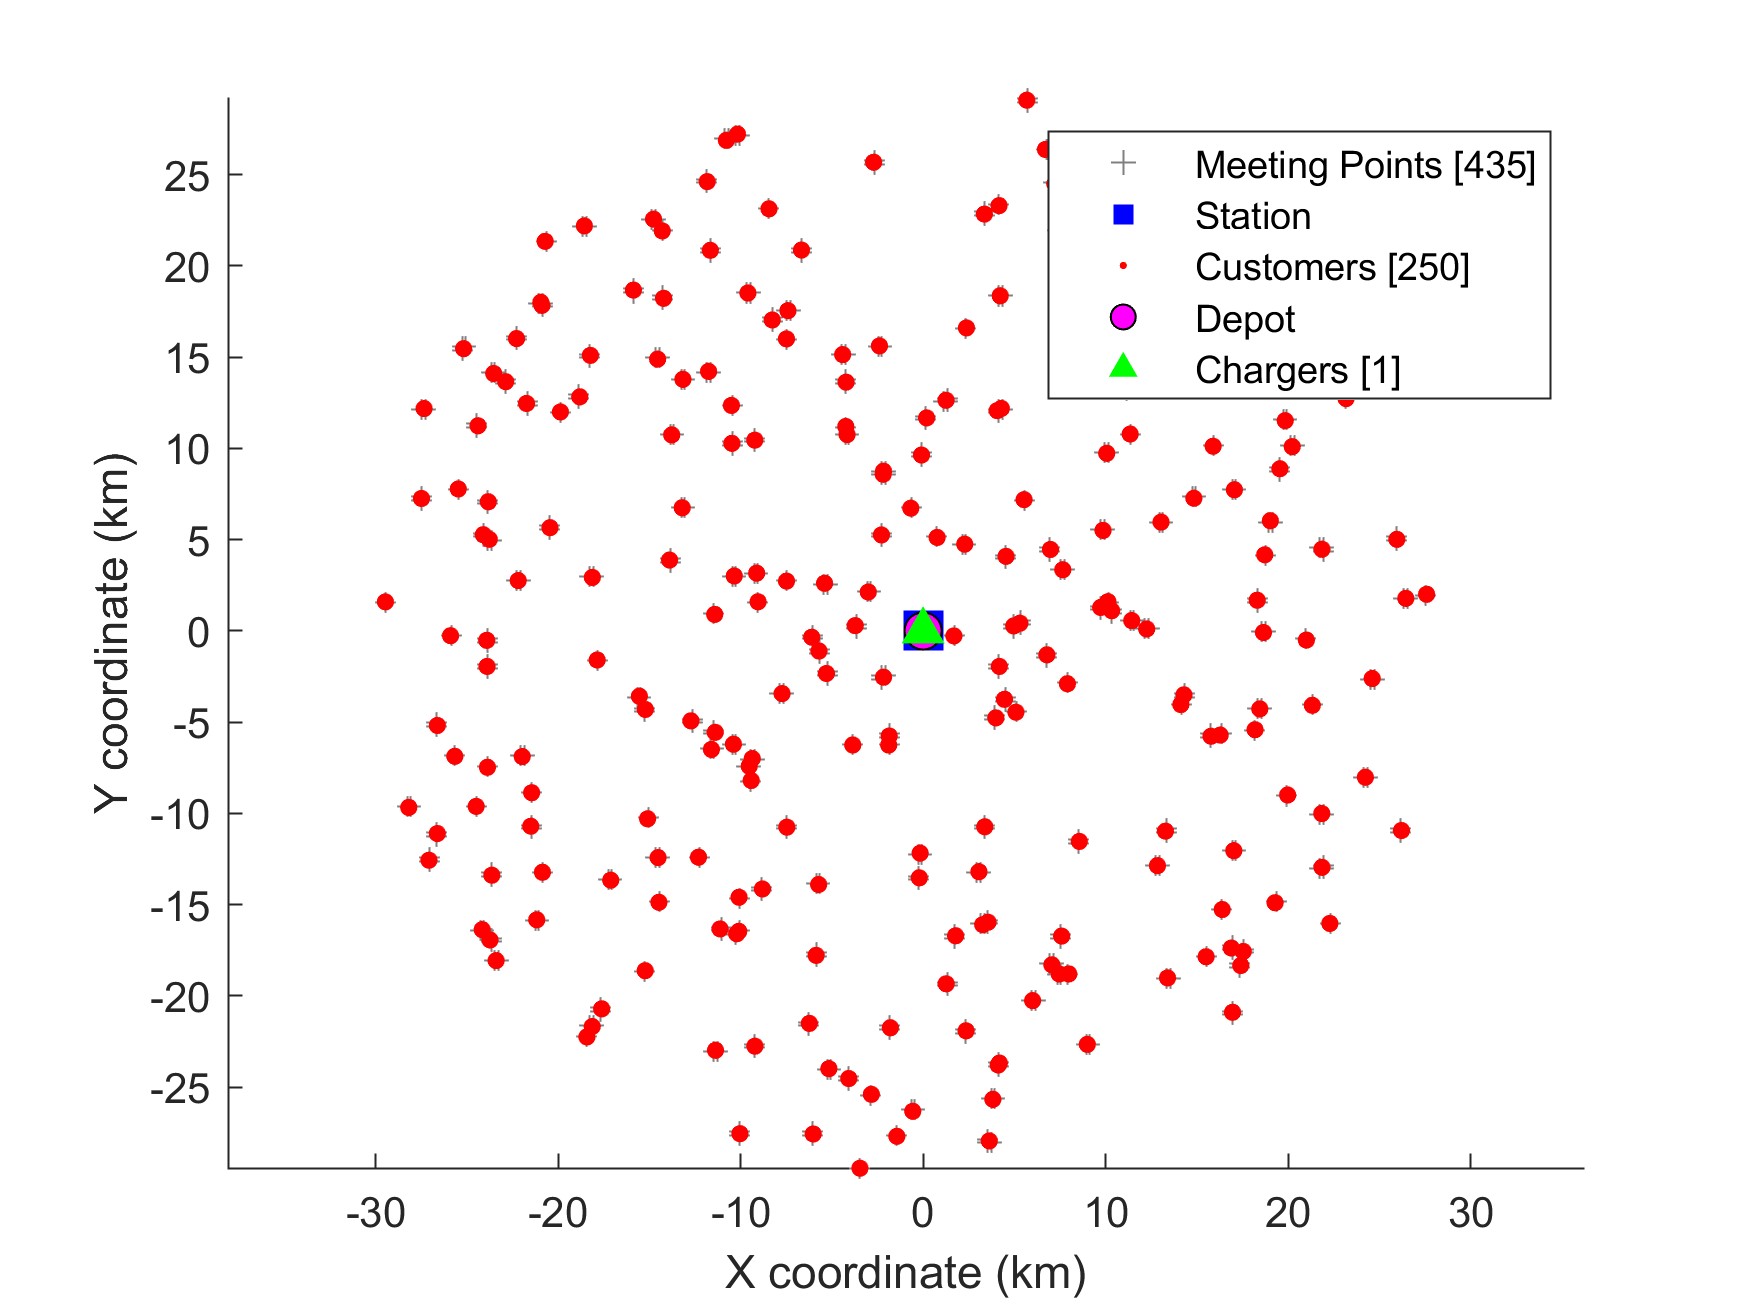 Meeting Points [435]
Station
Customers [250]
Depot
Chargers [1]
25
20
15
10
5
0
-5
-10
-15
-20
-25
Y coordinate (km)
-30 -20 -10 0 10 20 30
X coordinate (km)